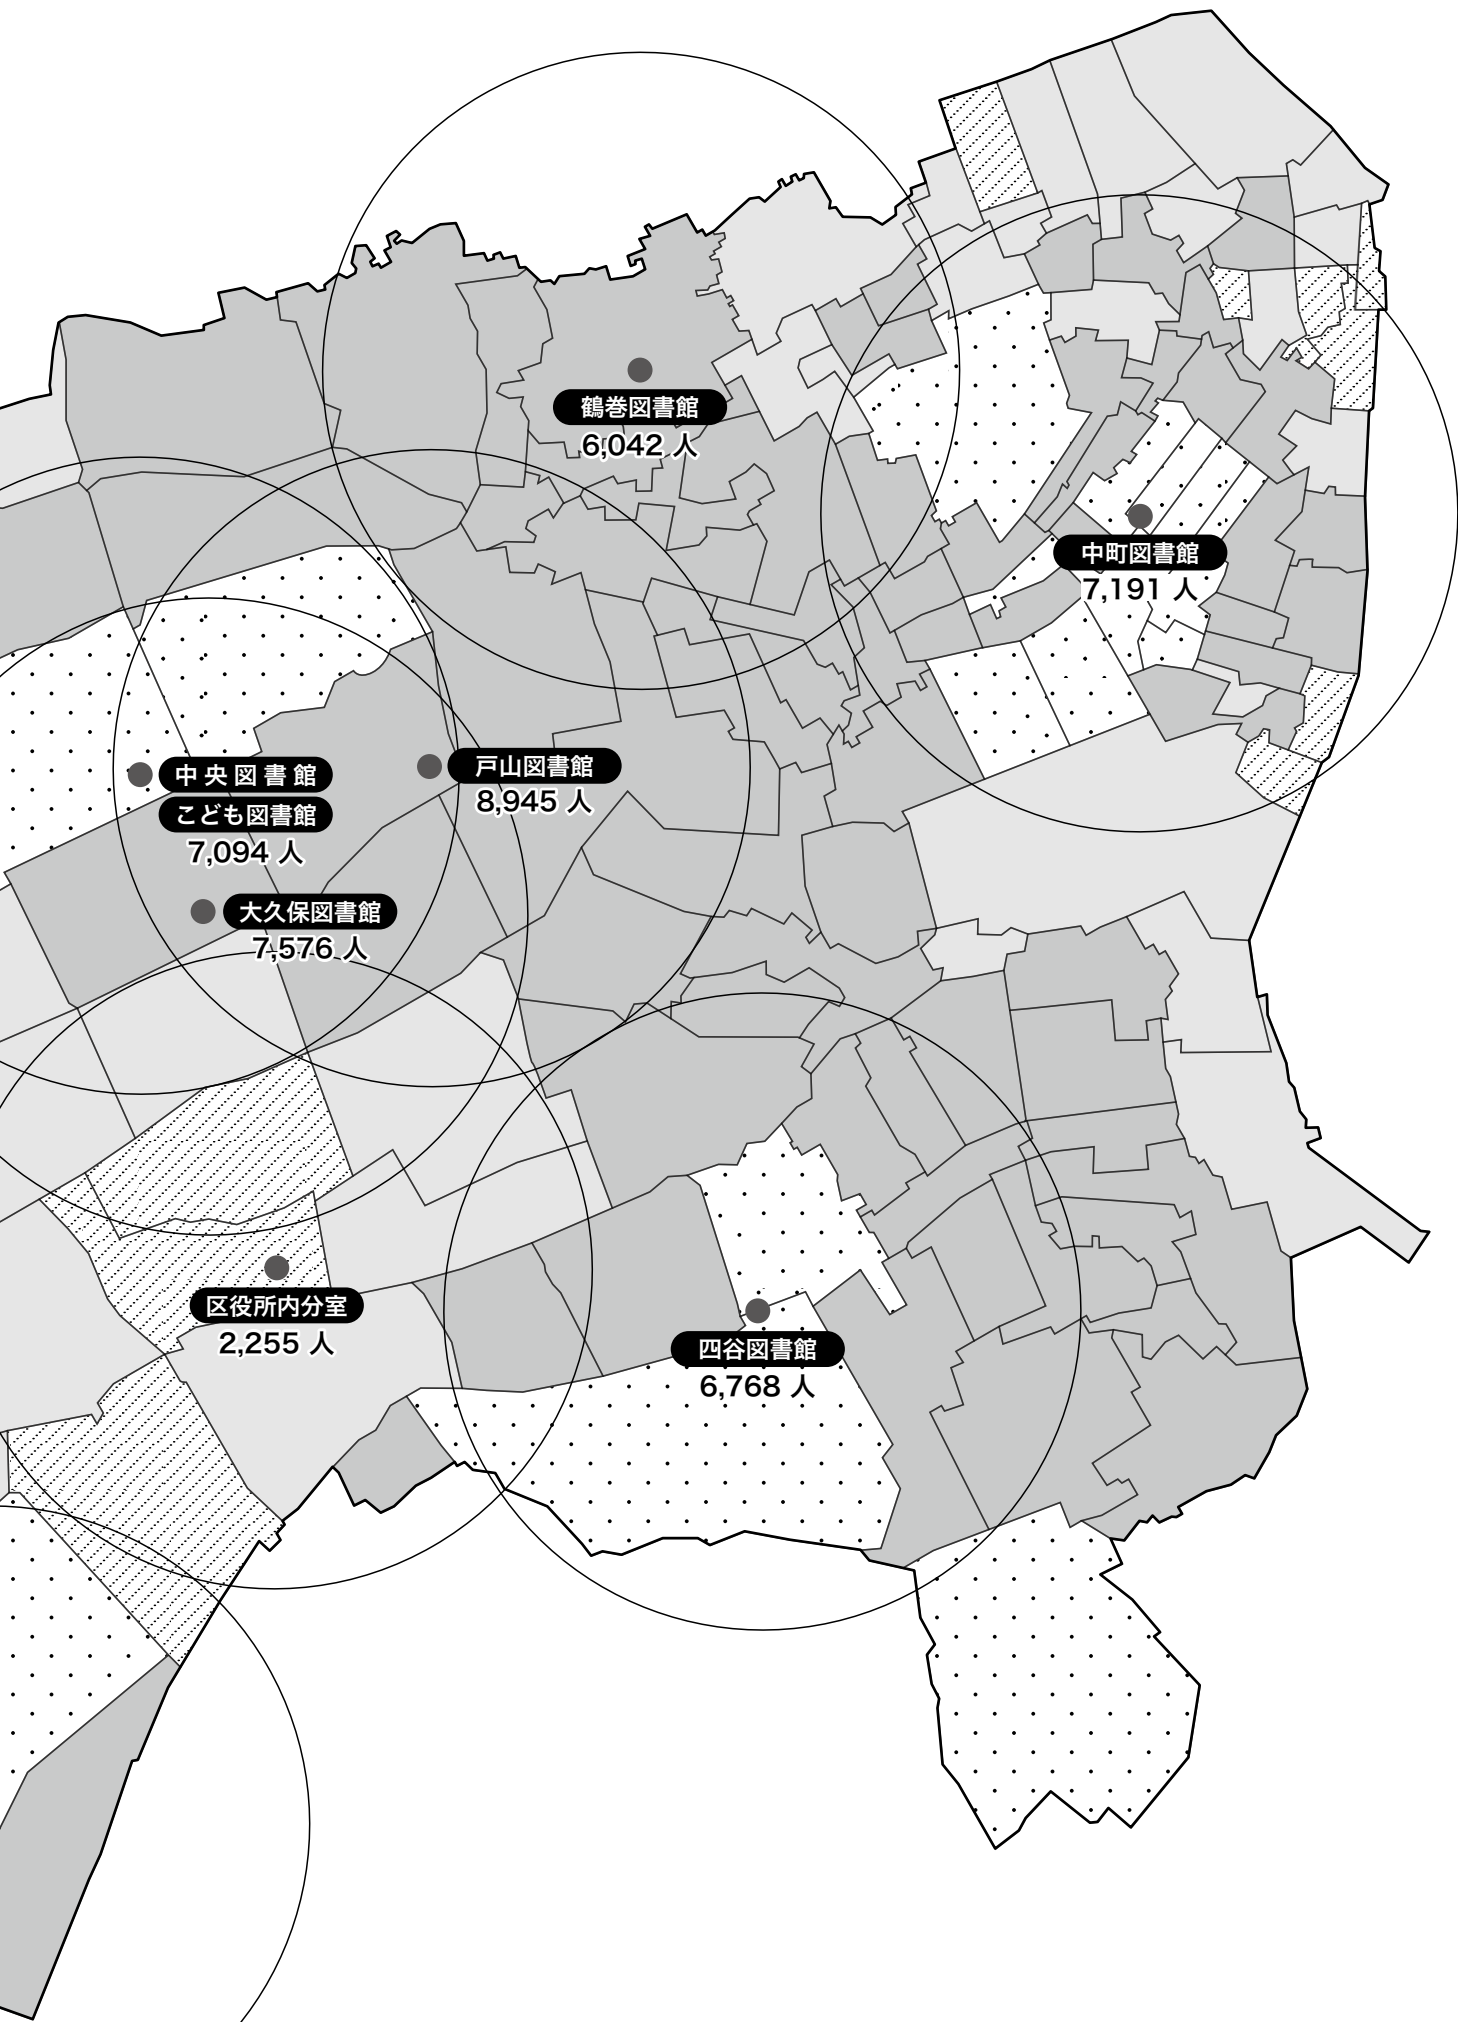 鶴巻図書館
6,042 人
中町図書館
7,191 人
戸山図書館
8,945 人
中央図書館
こども図書館
7,094 人
大久保図書館
7,576 人
区役所内分室
2,255 人
四谷図書館
6,768 人